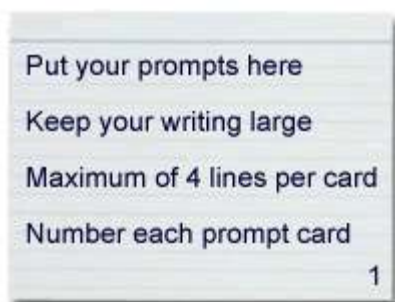 Put your prompts here
Keep your writing large
Maximum of 4 lines per card
Number each prompt card
1